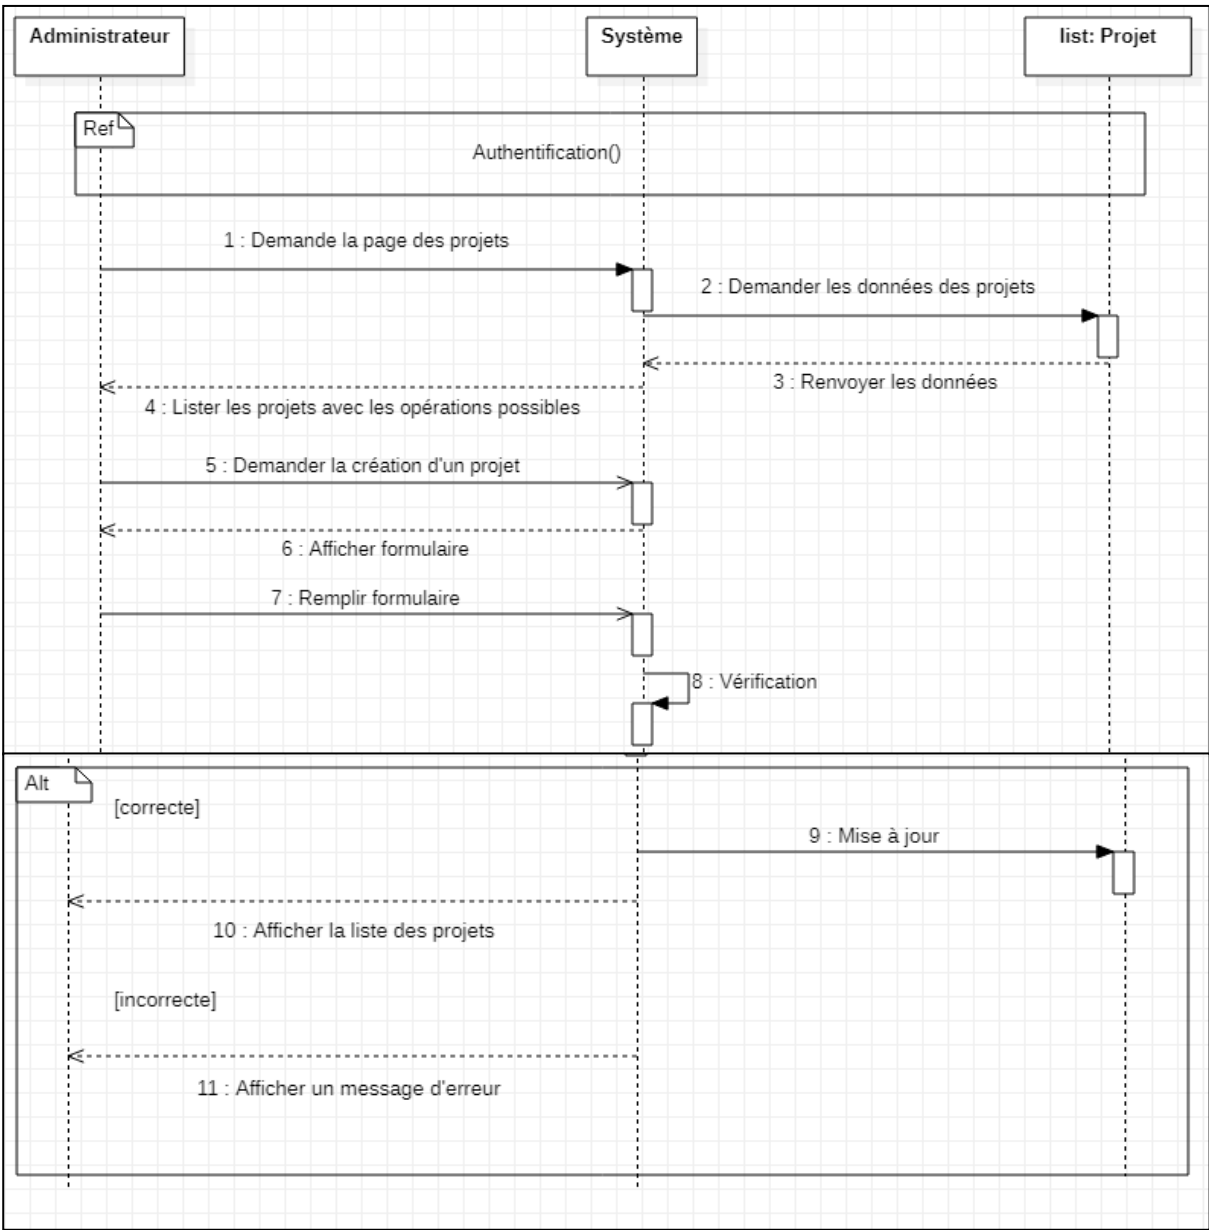 Administrateur
Système
list: Projet
Ref
Authentification()
1 : Demande la page des projets
2 : Demander les données des projets
3 : Renvoyer les données
4 : Lister les projets avec les opérations possibles
5 : Demander la création d'un projet
6 : Afficher formulaire
7 : Remplir formulaire
8 : Vérification
Alt
[correcte]
9 : Mise à jour
10 : Afficher la liste des projets
[incorrecte]
11 : Afficher un message d'erreur